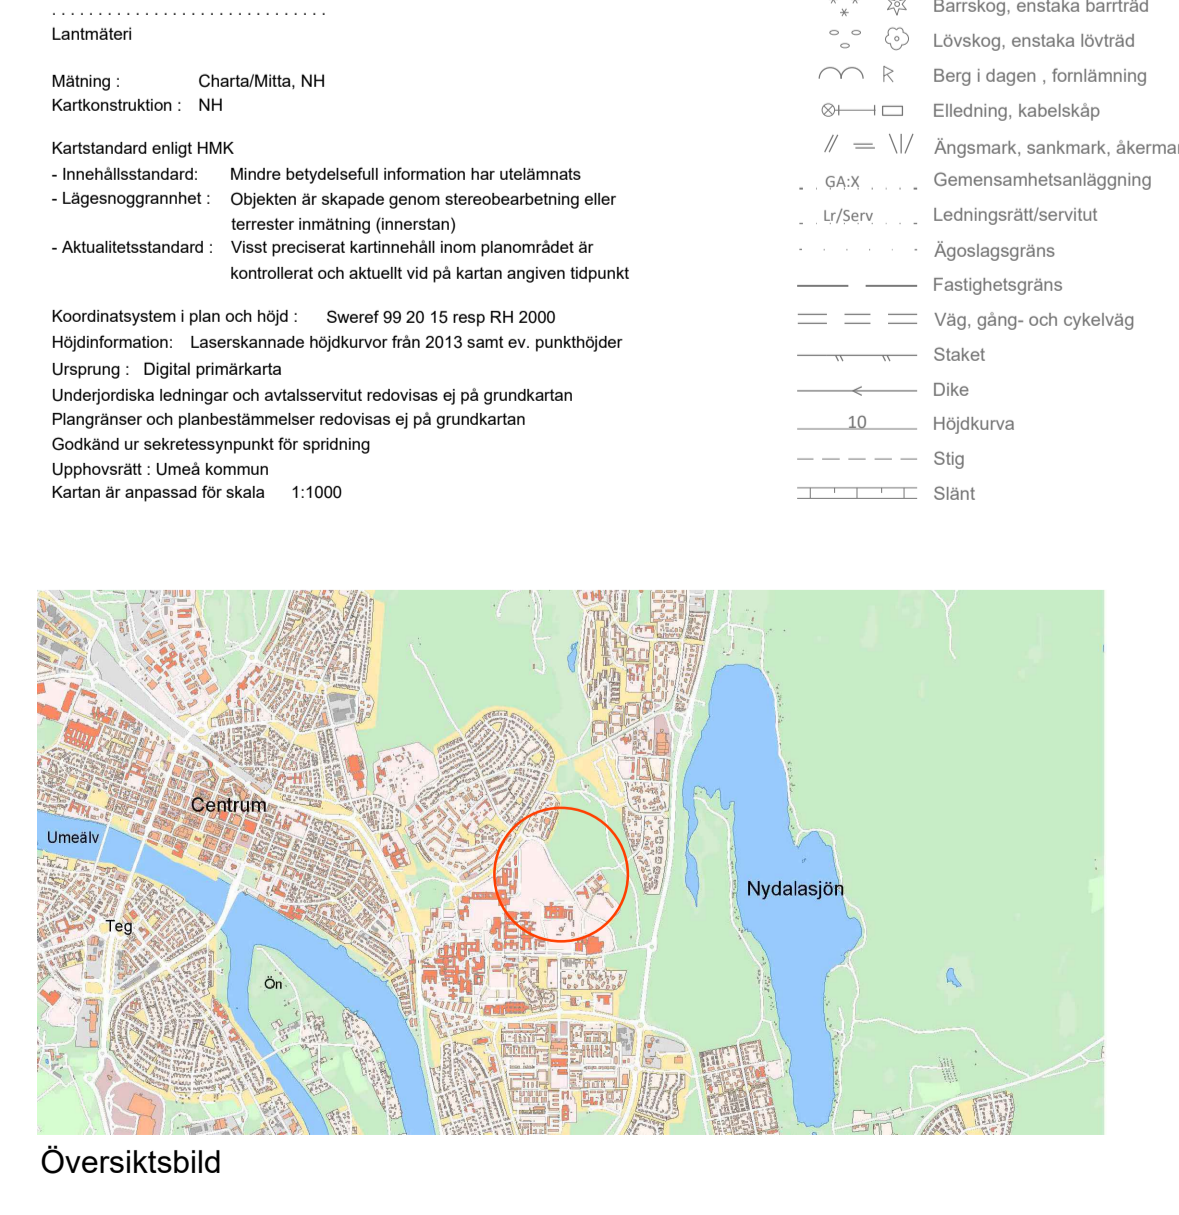 Lantmäteri
Mätning : Charta/Mitta, NH
Kartkonstruktion : NH
Kartstandard enligt HMK
- Innehållsstandard: Mindre betydelsefull information har utelämnats
- Lägesnoggrannhet : Objekten är skapade genom stereobearbetning eller
terrester inmätning (innerstan)
- Aktualitetsstandard : Visst preciserat kartinnehåll inom planområdet är
kontrollerat och aktuellt vid på kartan angiven tidpunkt
Koordinatsystem i plan och höjd : Sweref 99 20 15 resp RH 2000
Höjdinformation: Laserskannade höjdkurvor från 2013 samt ev. punkthöjder
Ursprung : Digital primärkarta
Underjordiska ledningar och avtalsservitut redovisas ej på grundkartan
Plangränser och planbestämmelser redovisas ej på grundkartan
Godkänd ur sekretessynpunkt för spridning
Upphovsrätt : Umeå kommun
Kartan är anpassad för skala 1:1000
Barrskog, enstaka barrträd
Lövskog, enstaka lövträd
R Berg i dagen , fornlämning
Elledning, kabelskåp
Ängsmark, sankmark, åkermar
GA:X Gemensamhetsanläggning
Lr/Serv Ledningsrätt/servitut
Ägoslagsgräns
Fastighetsgräns
Väg, gång- och cykelväg
Staket
Dike
10 Höjdkurva
Stig
Slänt
Centrum
Umeälv
Nydalasjön
Teg
Ön
Översiktsbild